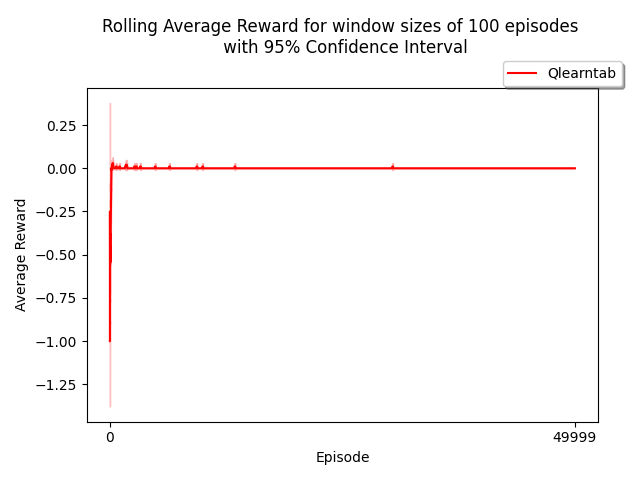 Rolling Average Reward for window sizes of 100 episodes
with 95% Confidence Interval
Qlearntab
Average Reward
0.25
0.00
−0.25
−0.50
−0.75
−1.00
−1.25
0
49999
Episode